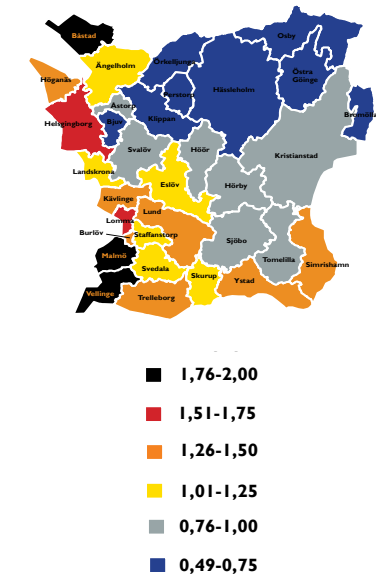 Båstad
Osby
Ängelholm
Örkelljunga
Östra
Göinge
Höganäs
Perstorp
Hässleholm
Åstorp
Bromölla
Helsgingborg
Bjuv
Klippan
Svalöv
Höör
Kristianstad
Landskrona
Eslöv
Hörby
Kävlinge
Lund
Lomma
Burlöv
Staffanstorp
Sjöbo
Malmö
Tomelilla
Simrishamn
Svedala
Skurup
Ystad
Vellinge
Trelleborg
1,76-2,00
1,51-1,75
1,26-1,50
1,01-1,25
0,76-1,00
0,49-0,75